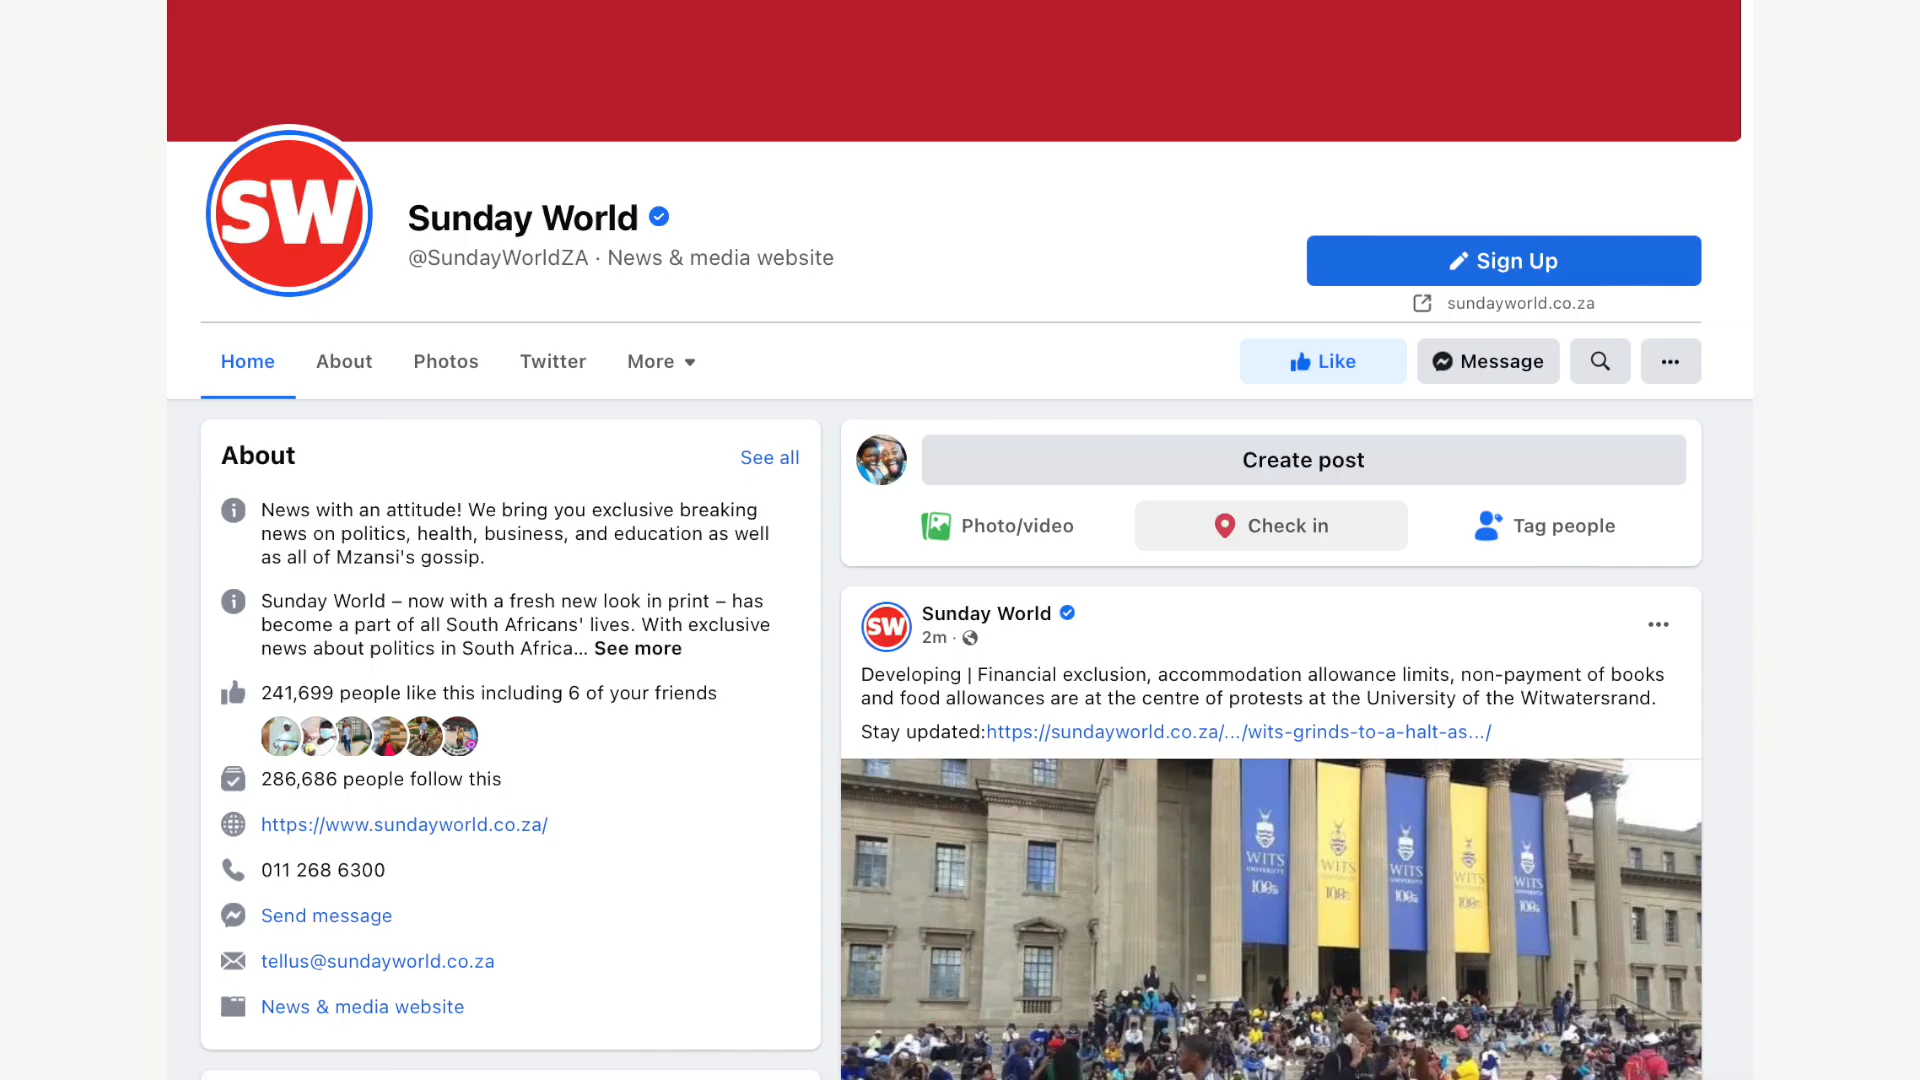 SW
Sunday World
@SundayWorldZA · News & media website
Sign Up
sundayworld.co.za
Home
About
Photos
Twitter
More
Like
Message
About
See all
News with an attitude! We bring you exclusive breaking
news on politics, health, business, and education as well
as all of Mzansi's gossip.
Sunday World – now with a fresh new look in print – has
become a part of all South Africans' lives. With exclusive
news about politics in South Africa... See more
241,699 people like this including 6 of your friends
286,686 people follow this
https://www.sundayworld.co.za/
011 268 6300
Send message
tellus@sundayworld.co.za
News & media website
Create post
Photo/video
Check in
Tag people
SW
Sunday World
2m ·
Developing | Financial exclusion, accommodation allowance limits, non-payment of books
and food allowances are at the centre of protests at the University of the Witwatersrand.
Stay updated:https://sundayworld.co.za/.../wits-grinds-to-a-halt-as.../
WITS
UNIVERSITY
WITS
UNIVERSITY
WITS
UNIVERSITY
WITS
WITS